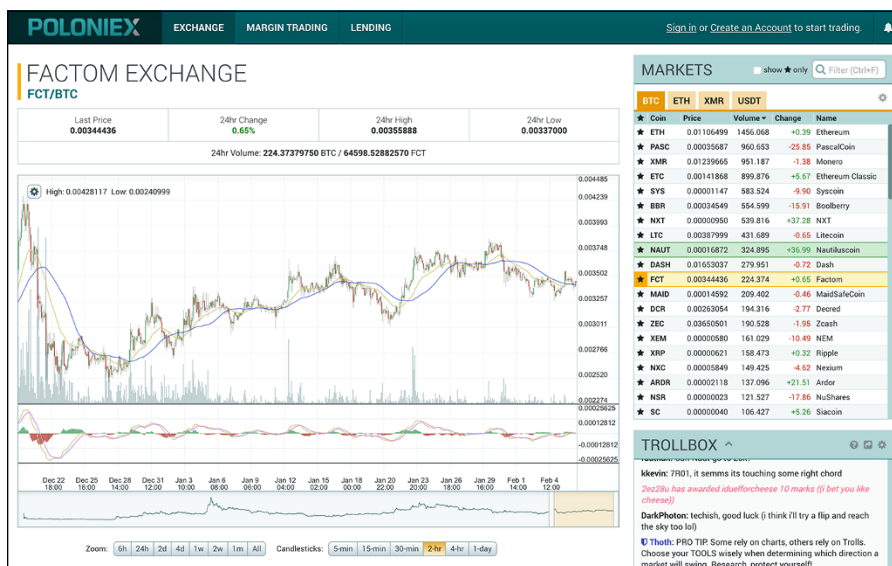 POLONIEX
EXCHANGE
MARGIN TRADING
LENDING
Sign in or Create an Account to start trading.
FACTOM EXCHANGE
FCT/BTC
Last Price
0.00344436
24hr Change
0.65%
24hr High
0.00355888
24hr Low
0.00337000
24hr Volume: 224.37379750 BTC / 64598.52882570 FCT
High: 0.00428117 Low: 0.00240999
0.004485
0.004239
0.003993
0.003748
0.003502
0.003257
0.003011
0.002766
0.002520
0.002274
0.00025625
0.00012812
-0.00012812
-0.00025625
Dec 22 Dec 25 Dec 28 Dec 31 Jan 3 Jan 6 Jan 9 Jan 12 Jan 14 Jan 17 Jan 20 Jan 23 Jan 26 Jan 29 Feb 1 Feb 4
18:00 16:00 14:00 12:00 10:00 08:00 06:00 04:00 02:00 00:00 22:00 20:00 18:00 16:00 14:00 12:00
Zoom: 6h 24h 2d 4d 1w 2w 1m All Candlesticks: 5-min 15-min 30-min 2-hr 4-hr 1-day
MARKETS
show ★ only
Filter (Ctrl+F)
BTC ETH XMR USDT
★ Coin Price Volume Change Name
★ ETH 0.01106499 1456.068 +0.39 Ethereum
★ PASC 0.00035687 960.653 -25.85 PascalCoin
★ XMR 0.01239665 951.187 -1.38 Monero
★ ETC 0.00141868 899.876 +5.67 Ethereum Classic
★ SYS 0.00001147 583.524 -9.90 Syscoin
★ BBR 0.00034549 554.599 -15.91 Boolberry
★ NXT 0.00000950 539.816 +37.28 NXT
★ LTC 0.00387999 431.689 -0.65 Litecoin
★ NAUT 0.00016872 324.895 +36.99 Nautiluscoin
★ DASH 0.01653037 279.951 -0.72 Dash
★ FCT 0.00344436 224.374 +0.65 Factom
★ MAID 0.00014592 209.402 -0.46 MaidSafeCoin
★ DCR 0.00263054 194.316 -2.77 Decred
★ ZEC 0.03650501 190.528 -1.95 Zcash
★ XEM 0.00000580 161.029 -10.49 NEM
★ XRP 0.00000621 158.473 +0.32 Ripple
★ NXC 0.00005849 149.425 -4.62 Nexium
★ ARDR 0.00002118 137.096 +21.51 Ardor
★ NSR 0.00000023 121.527 -17.86 NuShares
★ SC 0.00000040 106.427 +5.26 Siacoin
TROLLBOX
kkevin: 7R01, it semms its touching some right chord
2ez28u has awarded iduelforcheese 10 marks ((i bet you like
cheese))
DarkPhoton: techish, good luck (i think i'll try a flip and reach
the sky too lol)
Thoth: PRO TIP. Some rely on charts, others rely on Trolls.
Choose your TOOLS wisely when determining which direction a
market will swing. Research, protect yourself!